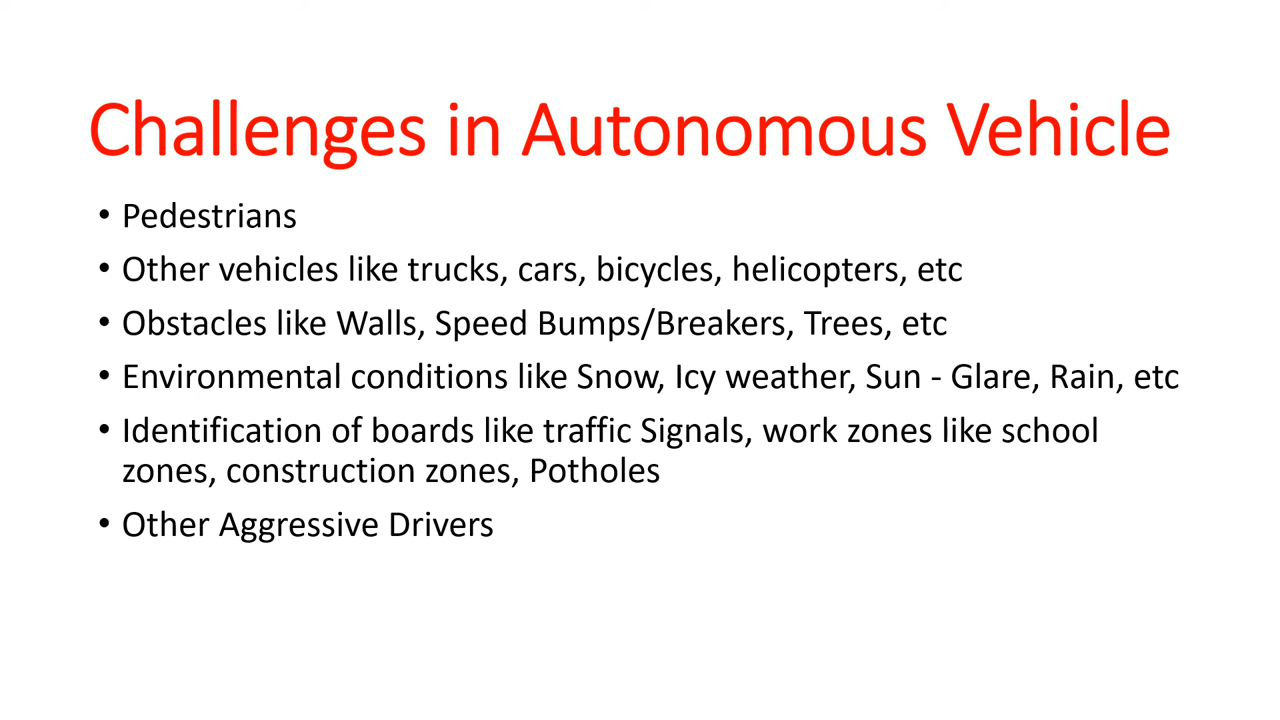 Challenges in Autonomous Vehicle
• Pedestrians
• Other vehicles like trucks, cars, bicycles, helicopters, etc
• Obstacles like Walls, Speed Bumps/Breakers, Trees, etc
• Environmental conditions like Snow, Icy weather, Sun - Glare, Rain, etc
• Identification of boards like traffic Signals, work zones like school
zones, construction zones, Potholes
• Other Aggressive Drivers